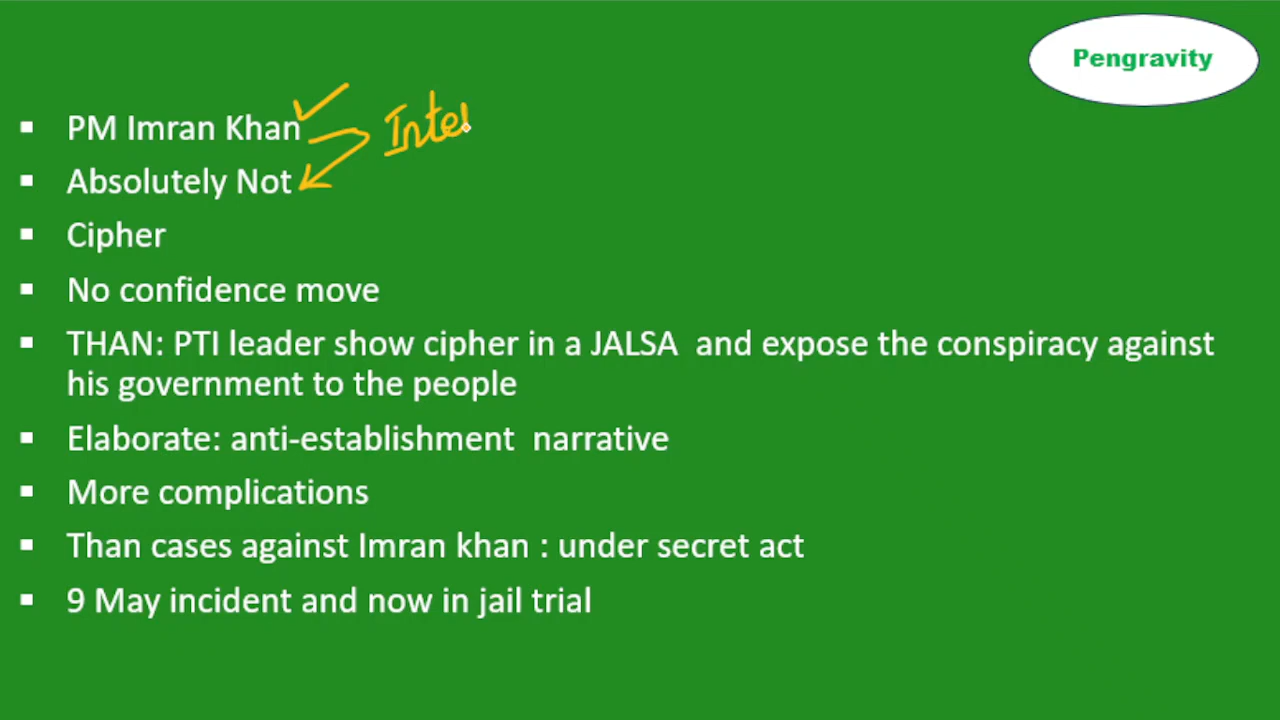 Pengravity
PM Imran Khan
Inte
Absolutely Not
Cipher
No confidence move
THAN: PTI leader show cipher in a JALSA and expose the conspiracy against
his government to the people
Elaborate: anti-establishment narrative
More complications
Than cases against Imran khan : under secret act
9 May incident and now in jail trial